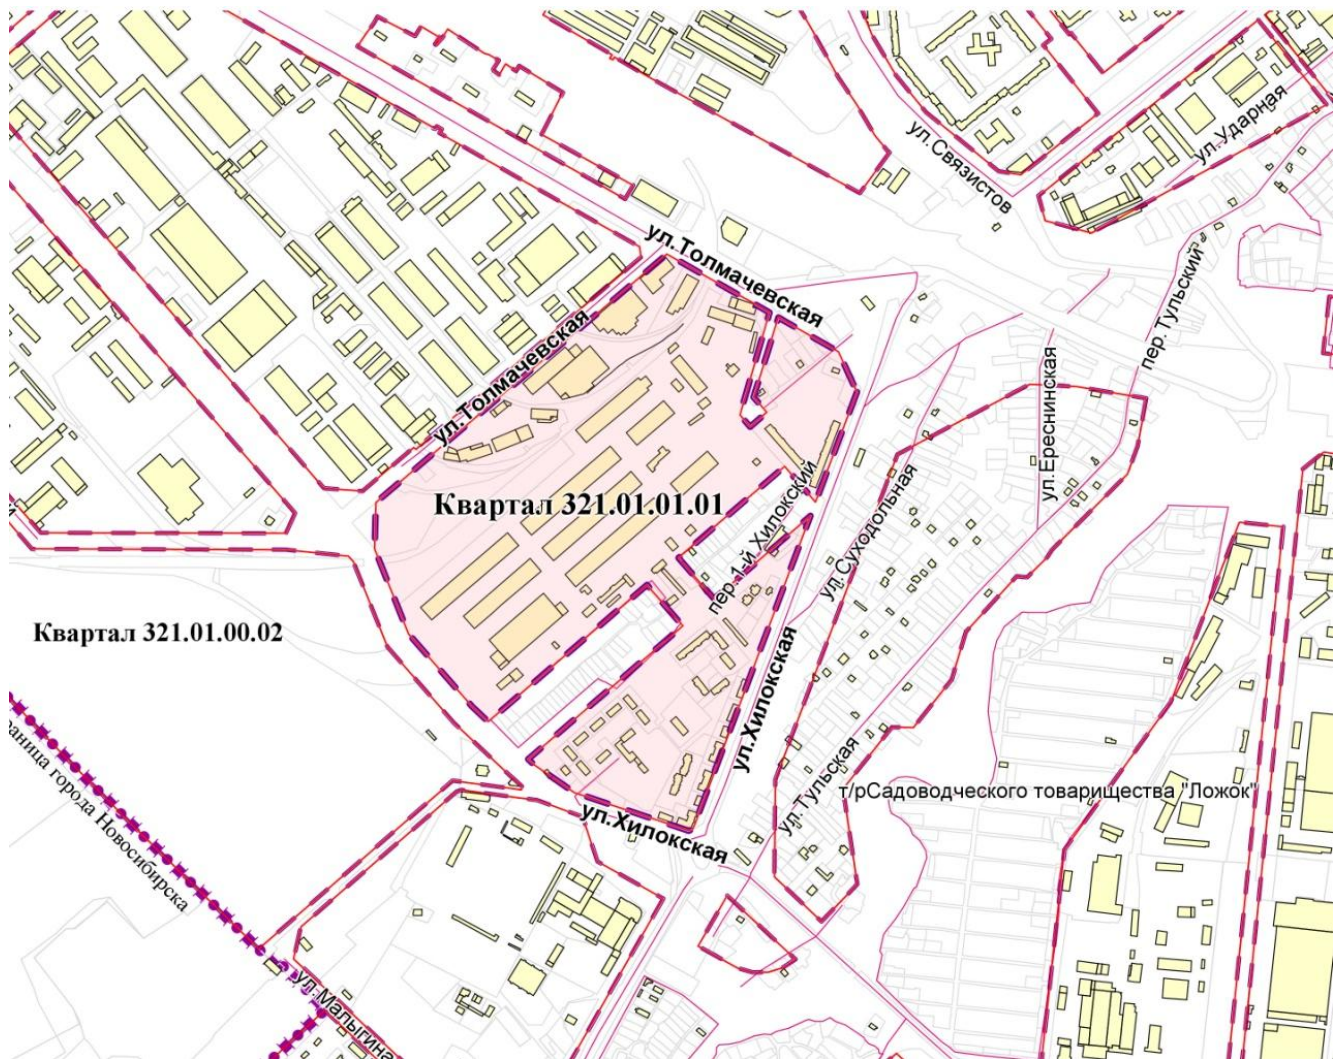 ул.Связистов
ул.Ударная
ул.Толмачевская
пер.Тульский
ул.Толмачевская
ул.Ереснинская
Квартал 321.01.01.01
пер.1-й Хилокский
ул.Суходольная
Квартал 321.01.00.02
ул.Хилокская
ул.Тульская
т/рСадоводческого товарищества "Ложок"
ул.Хилокская
аница города Новосибирска
ул.Малыгина